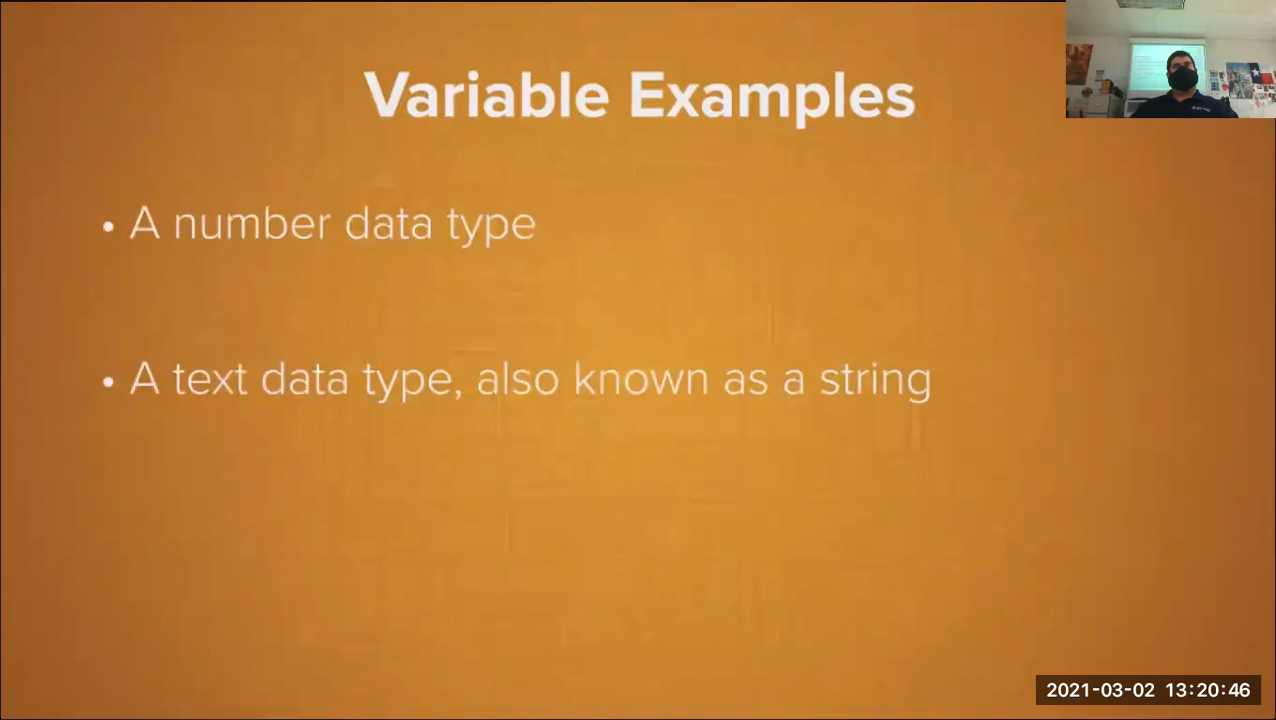 Variable Examples
• A number data type
• A text data type, also known as a string
2021-03-02 13:20:46